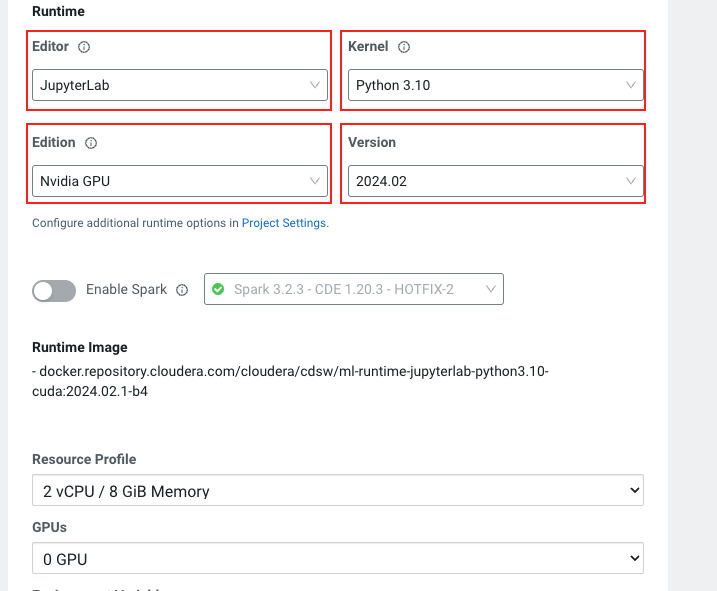 Runtime
Editor
Kernel
JupyterLab
Python 3.10
Edition
Version
Nvidia GPU
2024.02
Configure additional runtime options in Project Settings.
Enable Spark
Spark 3.2.3 - CDE 1.20.3 - HOTFIX-2
Runtime Image
- docker.repository.cloudera.com/cloudera/cdsw/ml-runtime-jupyterlab-python3.10-
cuda:2024.02.1-b4
Resource Profile
2 vCPU / 8 GiB Memory
GPUs
0 GPU